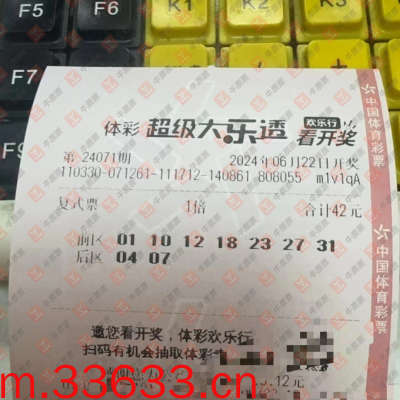 F5
F6
K1
K2
K3
F7
F9
体彩 超级大乐透 欢乐行 看开奖
第 24071期 2024年06月22日开奖
110330-071261-111712-140861 808055 m1v1qA
复式票 1倍 合计42元
前区 01 10 12 18 23 27 31
后区 04 07
邀您看开奖，体彩欢乐行
扫码有机会抽取体彩
12元
中国体育彩票
中国体育彩票
m.33633.cn